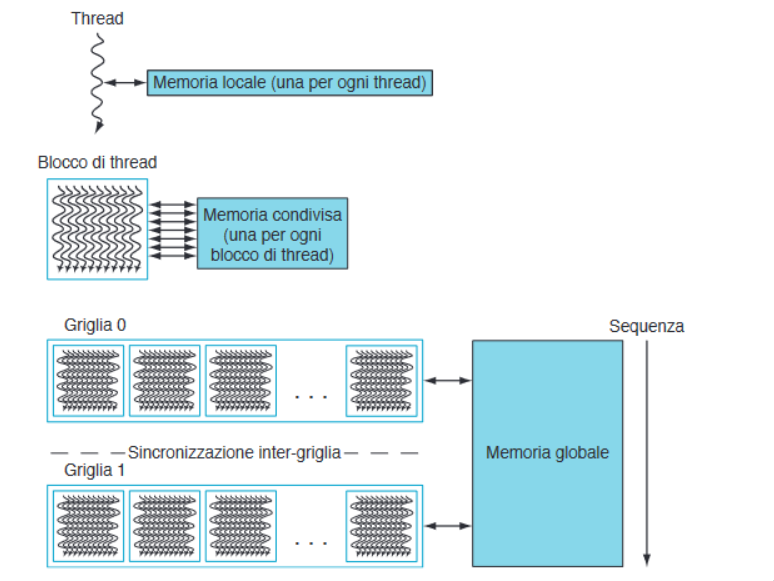 Thread
Memoria locale (una per ogni thread)
Blocco di thread
Memoria condivisa
(una per ogni
blocco di thread)
Griglia 0
Sequenza
. . .
Sincronizzazione inter-griglia
Memoria globale
Griglia 1
. . .